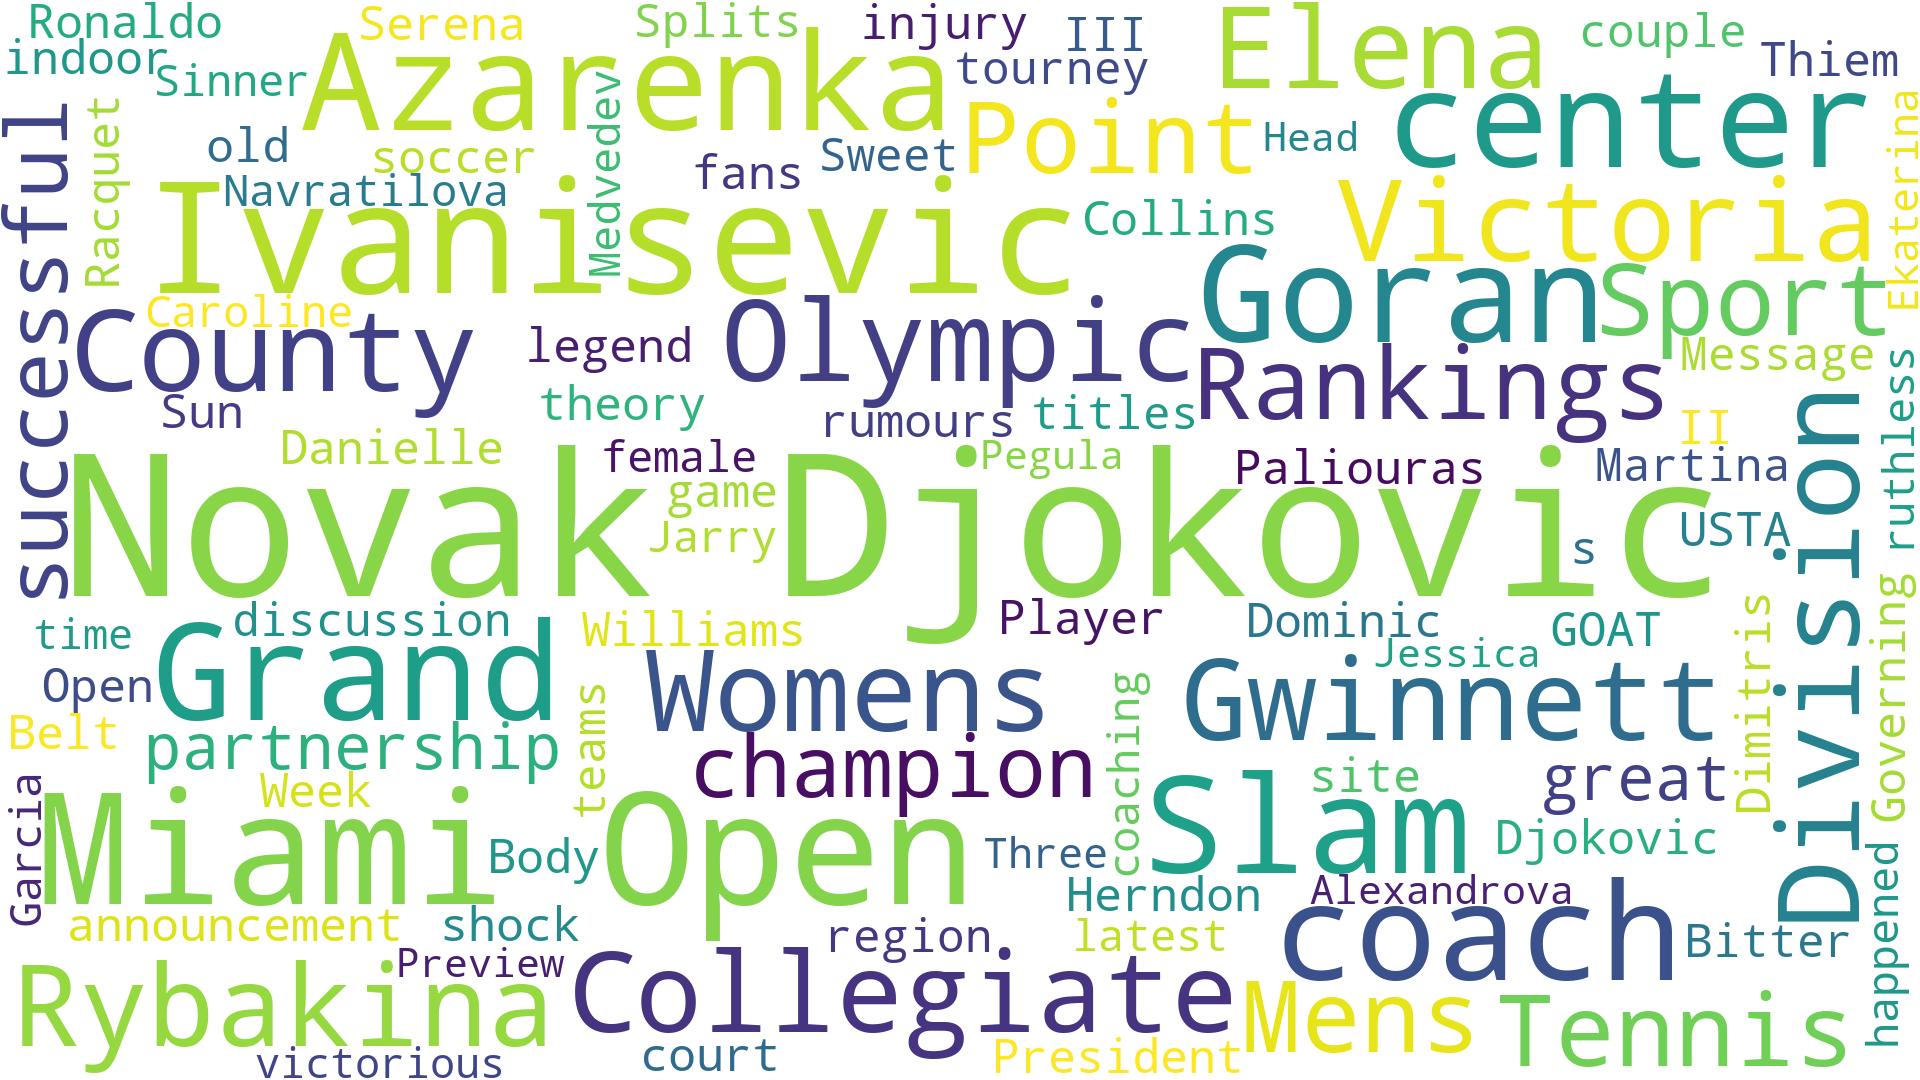 Ronaldo
Serena
Splits
injury
III
Elena
couple
Thiem
indoor
Sinner
Azarenka
tourney
center
successful
Racquet
old
soccer
Medvedev
fans
Sweet
Point
Head
Ekaterina
Navratilova
Ivanisevic
Collins
Victoria
Caroline
County
legend
Olympic
Goran
Sport
Message
Sun
theory
rumours
titles
Rankings
II
ruthless
Danielle
female
Pegula
Paliouras
Martina
Division
Novak
game
Jarry
Djokovic
s
USTA
time
discussion
Williams
Player
Dominic
GOAT
Dimitris
Governing
Open
Grand
Womens
Jessica
Gwinnett
Belt
partnership
teams
champion
coaching
site
great
Garcia
Week
Miami
Body
Open
Three
Slam
Djokovic
happened
announcement
shock
Herndon
Alexandrova
region
latest
coach
Bitter
Rybakina
Preview
Collegiate
Mens
Tennis
victorious
court
President